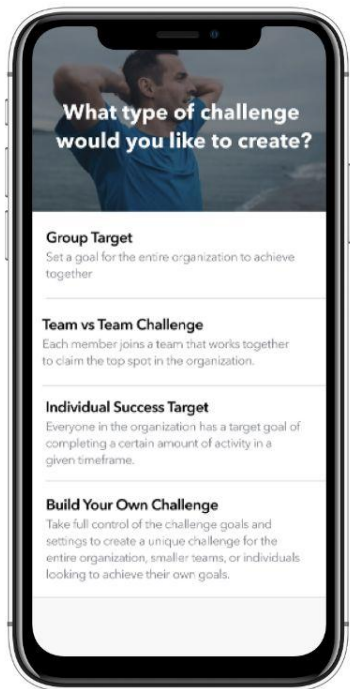 What type of challenge
would you like to create?
Group Target
Set a goal for the entire organization to achieve
together
Team vs Team Challenge
Each member joins a team that works together
to claim the top spot in the organization.
Individual Success Target
Everyone in the organization has a target goal of
completing a certain amount of activity in a
given timeframe.
Build Your Own Challenge
Take full control of the challenge goals and
settings to create a unique challenge for the
entire organization, smaller teams, or individuals
looking to achieve their own goals.